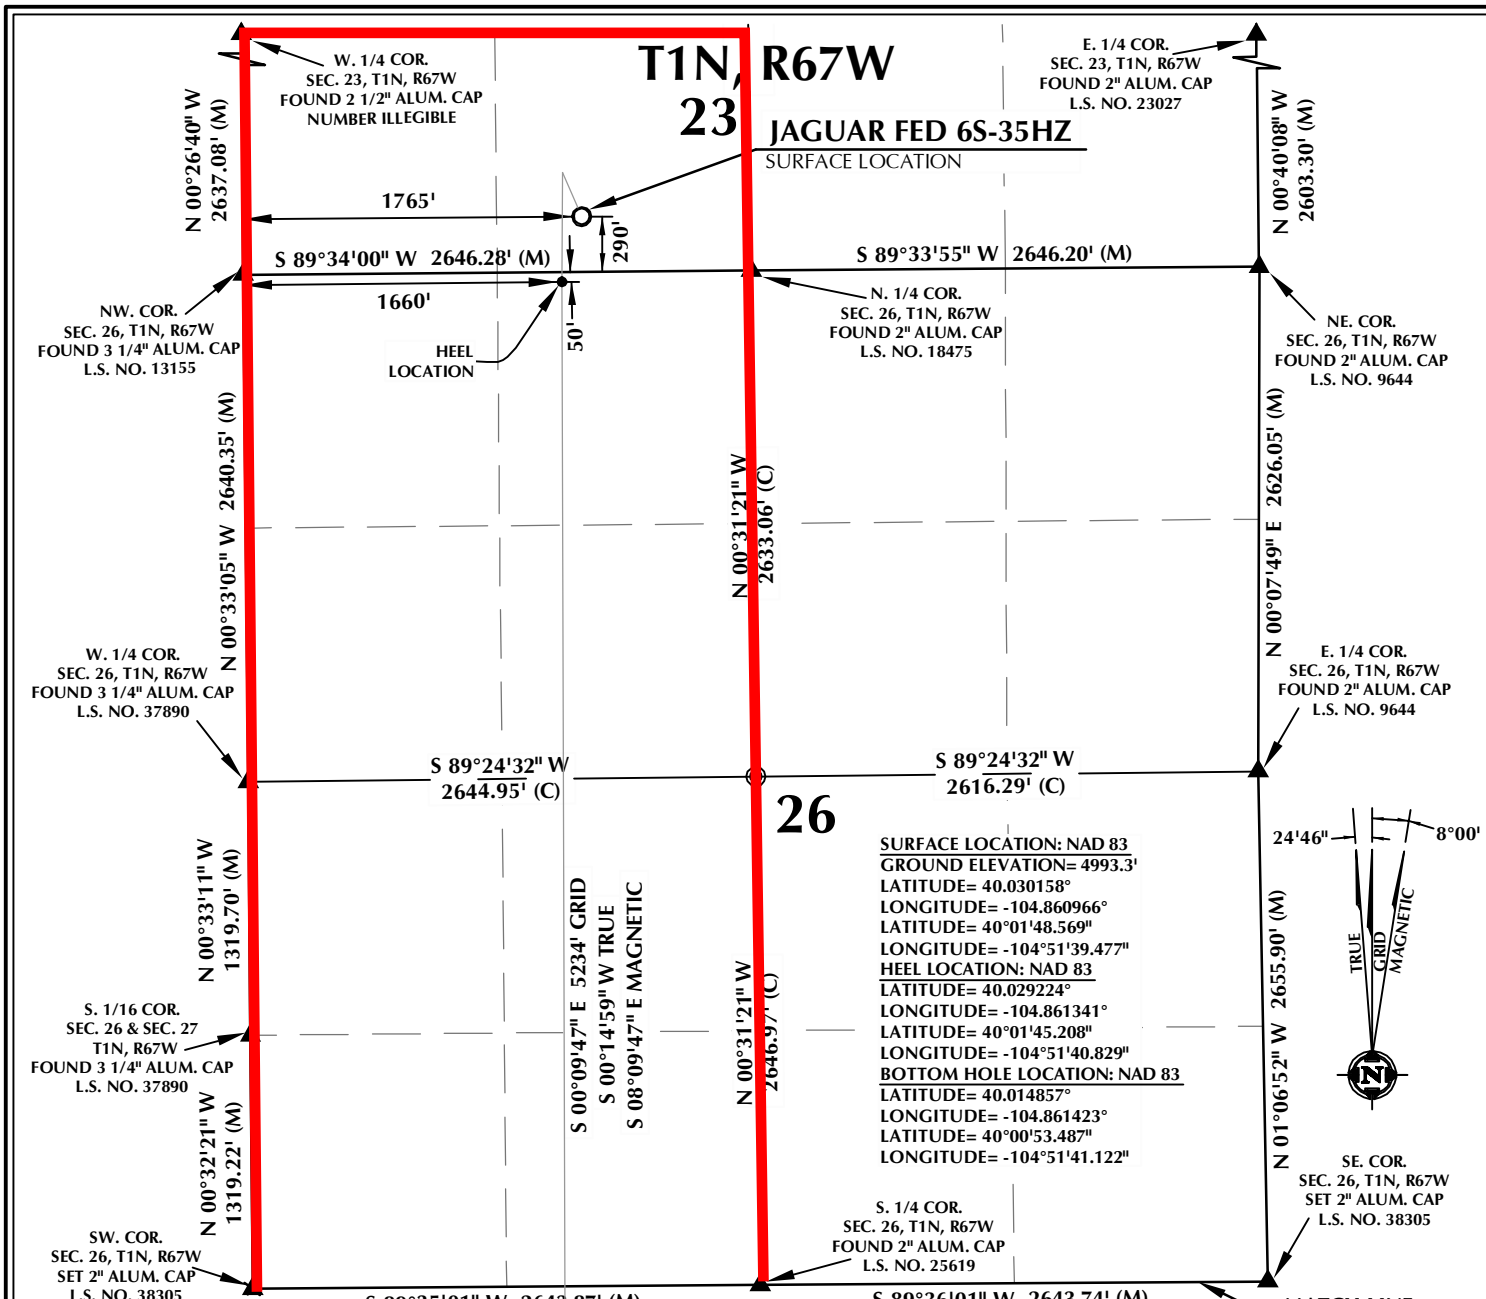 W. 1/4 COR.
SEC. 23, T1N, R67W
FOUND 2 1/2" ALUM. CAP
NUMBER ILLEGIBLE
T1N, R67W
23
E. 1/4 COR.
SEC. 23, T1N, R67W
FOUND 2" ALUM. CAP
L.S. NO. 23027
N 00°26'40" W
2637.08' (M)
N 00°40'08" W
2603.30' (M)
JAGUAR FED 6S-35HZ
SURFACE LOCATION
1765'
290'
S 89°34'00" W 2646.28' (M)
S 89°33'55" W 2646.20' (M)
1660'
50'
HEEL
LOCATION
NW. COR.
SEC. 26, T1N, R67W
FOUND 3 1/4" ALUM. CAP
L.S. NO. 13155
N. 1/4 COR.
SEC. 26, T1N, R67W
FOUND 2" ALUM. CAP
L.S. NO. 18475
NE. COR.
SEC. 26, T1N, R67W
FOUND 2" ALUM. CAP
L.S. NO. 9644
N 00°33'05" W 2640.35' (M)
N 00°31'21" W
2633.06' (C)
N 00°07'49" E 2626.05' (M)
W. 1/4 COR.
SEC. 26, T1N, R67W
FOUND 3 1/4" ALUM. CAP
L.S. NO. 37890
E. 1/4 COR.
SEC. 26, T1N, R67W
FOUND 2" ALUM. CAP
L.S. NO. 9644
S 89°24'32" W
2644.95' (C)
S 89°24'32" W
2616.29' (C)
26
SURFACE LOCATION: NAD 83
GROUND ELEVATION= 4993.3'
LATITUDE= 40.030158°
LONGITUDE= -104.860966°
LATITUDE= 40°01'48.569"
LONGITUDE= -104°51'39.477"
HEEL LOCATION: NAD 83
LATITUDE= 40.029224°
LONGITUDE= -104.861341°
LATITUDE= 40°01'45.208"
LONGITUDE= -104°51'40.829"
BOTTOM HOLE LOCATION: NAD 83
LATITUDE= 40.014857°
LONGITUDE= -104.861423°
LATITUDE= 40°00'53.487"
LONGITUDE= -104°51'41.122"
24'46"
8°00'
TRUE
GRID
MAGNETIC
N
N 00°33'11" W
1319.70' (M)
S 00°09'47" E 5234' GRID
S 00°14'59" W TRUE
S 08°09'47" E MAGNETIC
N 00°31'21" W
2646.97' (C)
N 01°06'52" W 2655.90' (M)
S. 1/16 COR.
SEC. 26 & SEC. 27
T1N, R67W
FOUND 3 1/4" ALUM. CAP
L.S. NO. 37890
N 00°32'21" W
1319.22' (M)
SW. COR.
SEC. 26, T1N, R67W
SET 2" ALUM. CAP
L.S. NO. 38305
S. 1/4 COR.
SEC. 26, T1N, R67W
FOUND 2" ALUM. CAP
L.S. NO. 25619
SE. COR.
SEC. 26, T1N, R67W
SET 2" ALUM. CAP
L.S. NO. 38305
S 89°26'01" W 2643.74' (M)